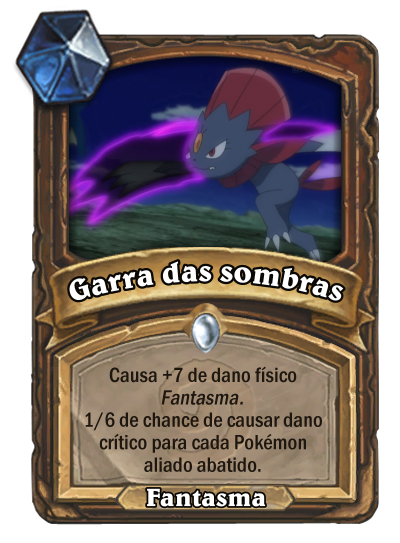 Garra das sombras
Causa +7 de dano físico
Fantasma.
1/6 de chance de causar dano
crítico para cada Pokémon
aliado abatido.
Fantasma